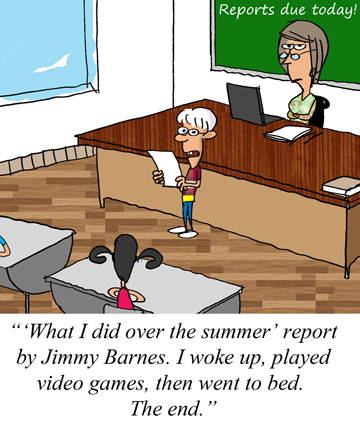 Reports due today!
“‘What I did over the summer’ report
by Jimmy Barnes. I woke up, played
video games, then went to bed.
The end.”